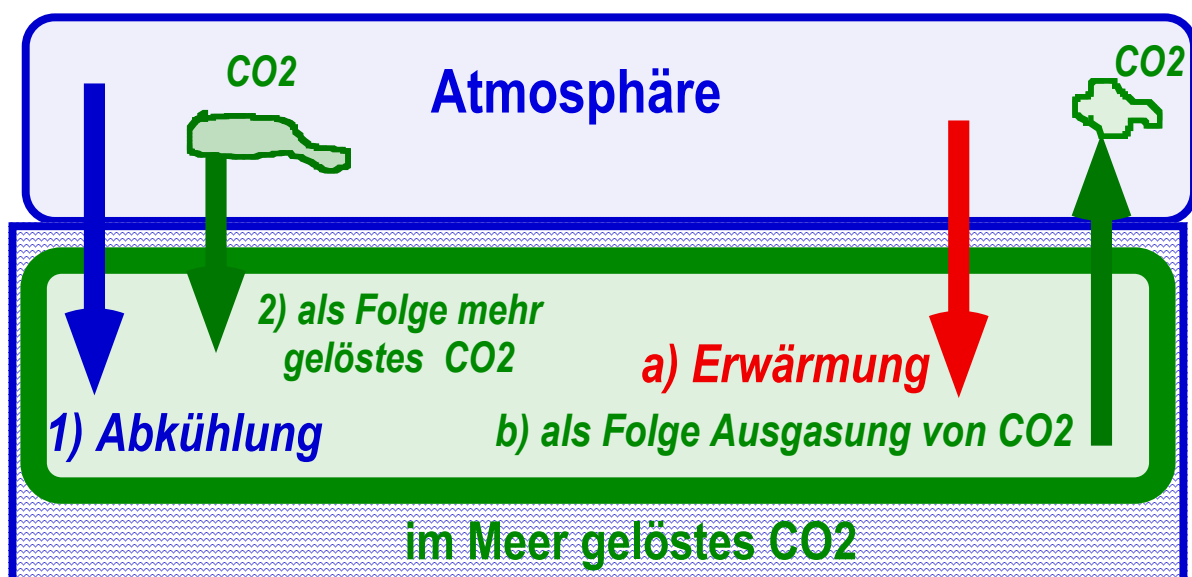 CO2
Atmosphäre
CO2
2) als Folge mehr
gelöstes CO2
a) Erwärmung
1) Abkühlung
b) als Folge Ausgasung von CO2
im Meer gelöstes CO2